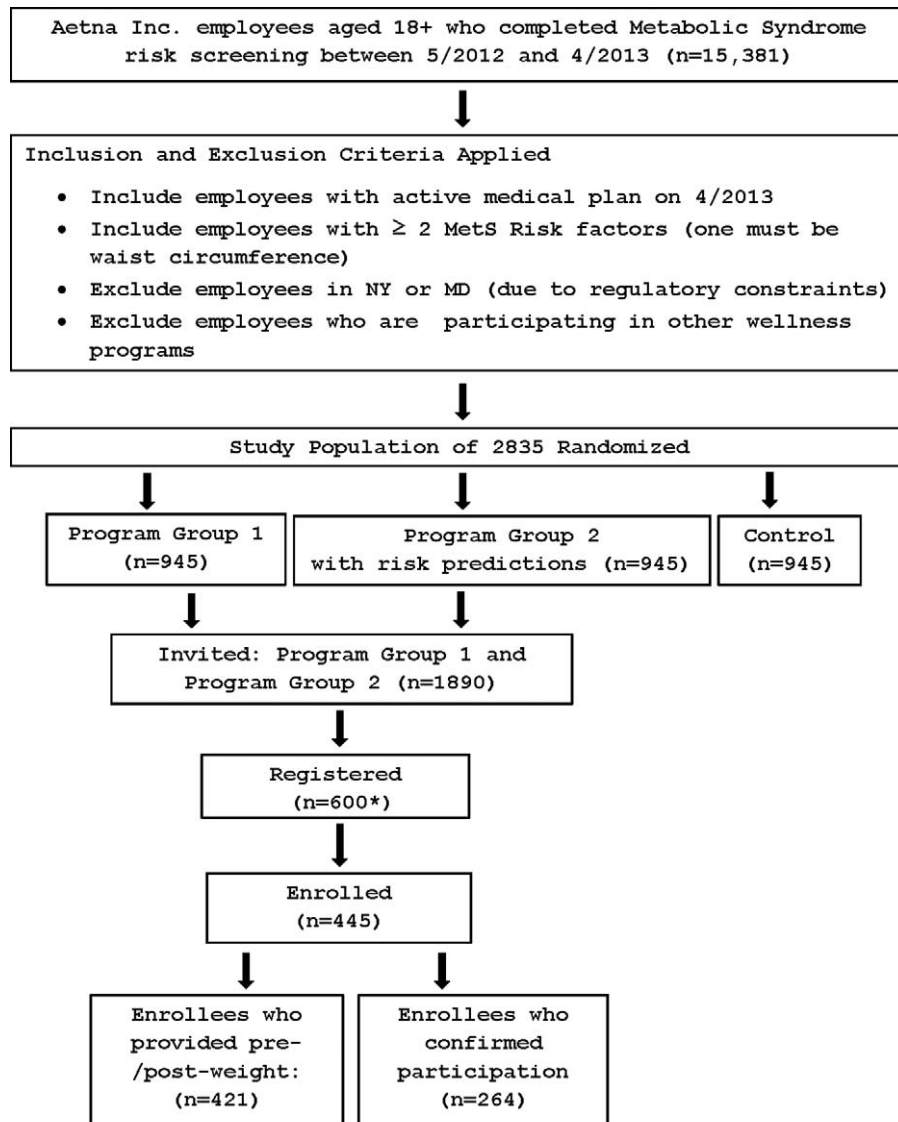 Aetna Inc. employees aged 18+ who completed Metabolic Syndrome
risk screening between 5/2012 and 4/2013 (n=15,381)
Inclusion and Exclusion Criteria Applied
• Include employees with active medical plan on 4/2013
• Include employees with ≥ 2 MetS Risk factors (one must be
waist circumference)
• Exclude employees in NY or MD (due to regulatory constraints)
• Exclude employees who are participating in other wellness
programs
Study Population of 2835 Randomized
Program Group 1
(n=945)
Program Group 2
with risk predictions (n=945)
Control
(n=945)
Invited: Program Group 1 and
Program Group 2 (n=1890)
Registered
(n=600*)
Enrolled
(n=445)
Enrollees who
provided pre-
/post-weight:
(n=421)
Enrollees who
confirmed
participation
(n=264)